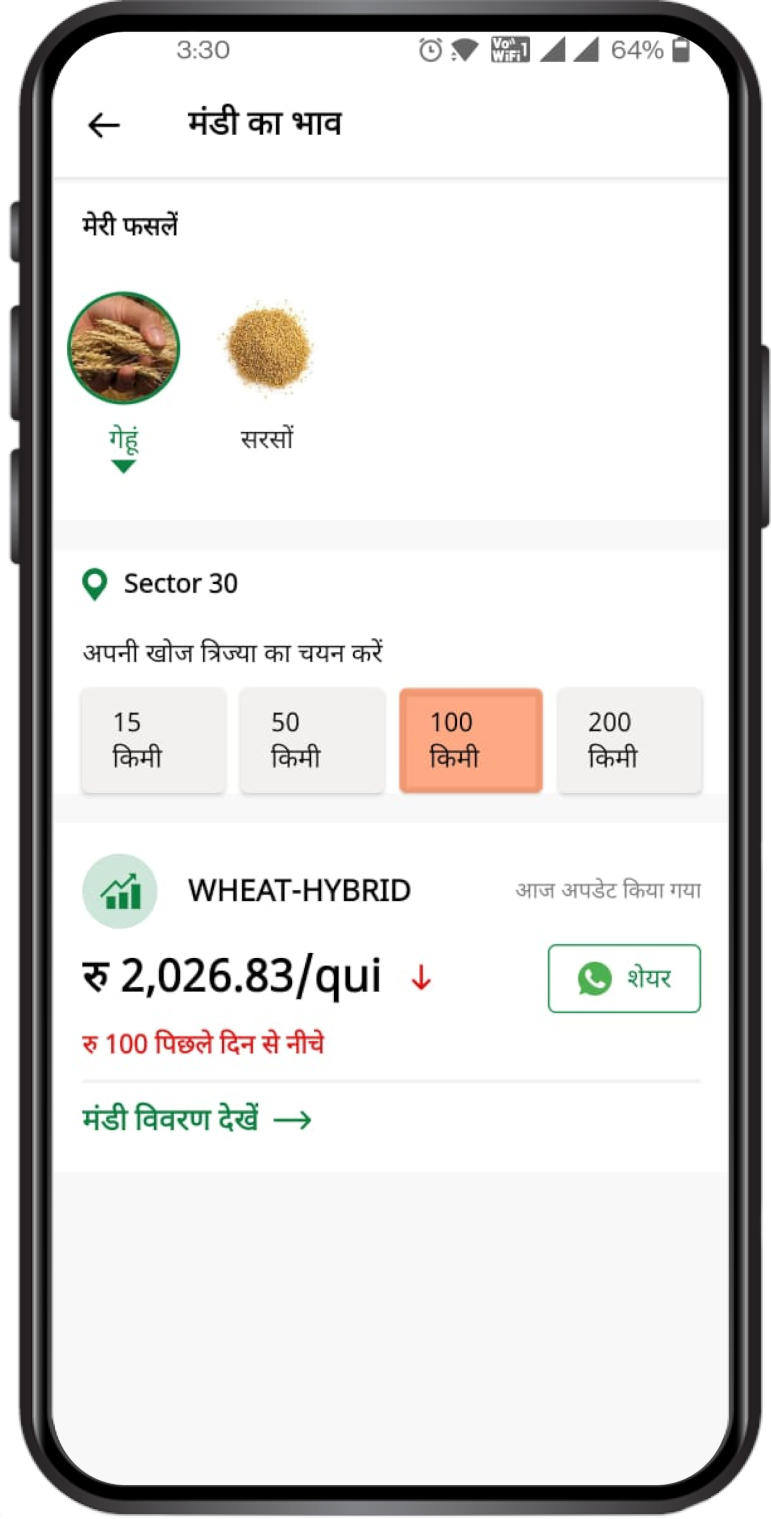 3:30 Vo WiFi 1 64%
मंडी का भाव
मेरी फसलें
गेहूं सरसों
Sector 30
अपनी खोज त्रिज्या का चयन करें
15 किमी
50 किमी
100 किमी
200 किमी
WHEAT-HYBRID आज अपडेट किया गया
रु 2,026.83/qui ↓ शेयर
रु 100 पिछले दिन से नीचे
मंडी विवरण देखें →